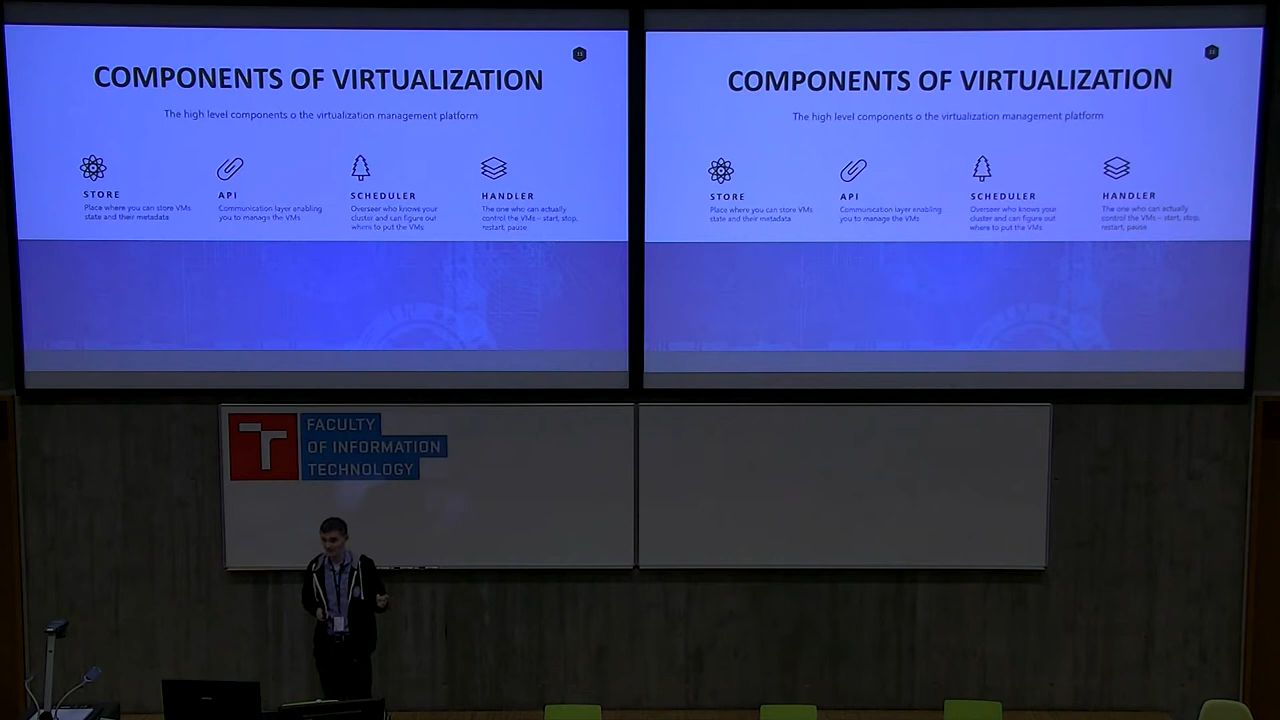 11
COMPONENTS OF VIRTUALIZATION
The high level components o the virtualization management platform
STORE
Place where you can store VMs
state and their metadata
API
Communication layer enabling
you to manage the VMs
SCHEDULER
Overseer who knows your
cluster and can figure out
where to put the VMs
HANDLER
The one who can actually
control the VMs – start, stop,
restart, pause
11
COMPONENTS OF VIRTUALIZATION
The high level components o the virtualization management platform
STORE
Place where you can store VMs
state and their metadata
API
Communication layer enabling
you to manage the VMs
SCHEDULER
Overseer who knows your
cluster and can figure out
where to put the VMs
HANDLER
The one who can actually
control the VMs – start, stop,
restart, pause
FACULTY
OF INFORMATION
TECHNOLOGY